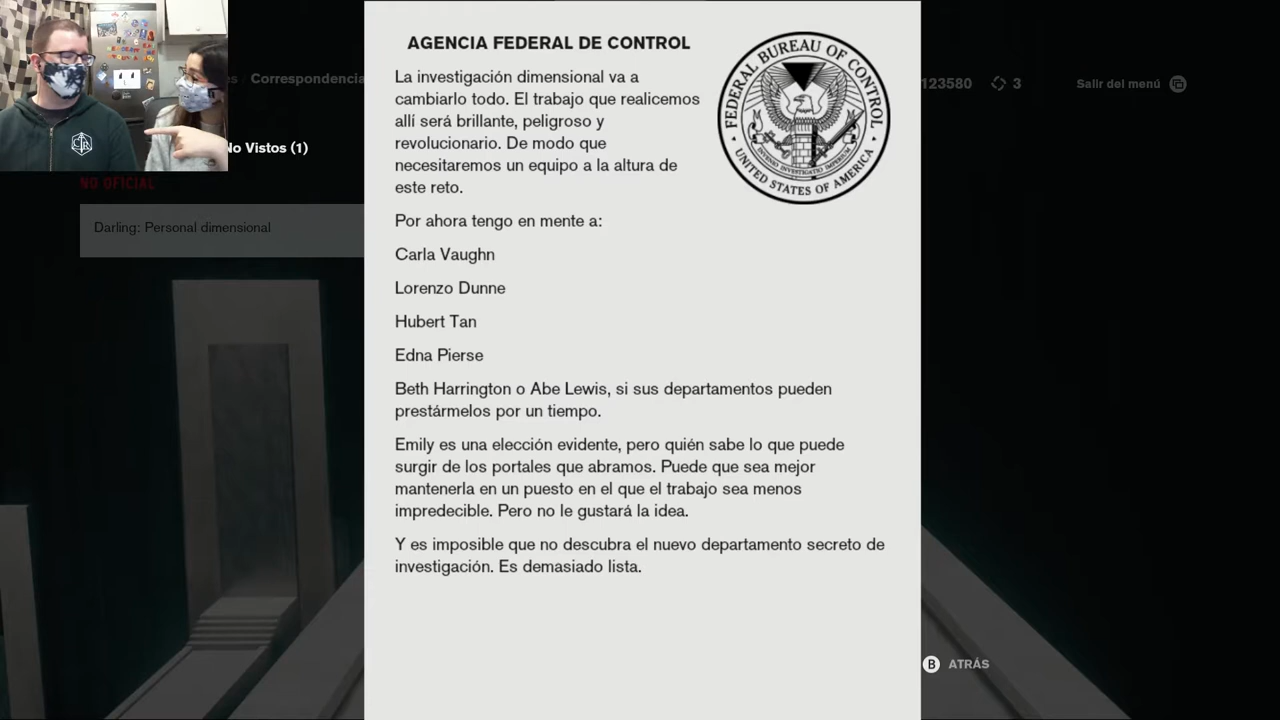 AGENCIA FEDERAL DE CONTROL
La investigación dimensional va a
cambiarlo todo. El trabajo que realicemos
allí será brillante, peligroso y
revolucionario. De modo que
necesitaremos un equipo a la altura de
este reto.
Por ahora tengo en mente a:
Carla Vaughn
Lorenzo Dunne
Hubert Tan
Edna Pierse
Beth Harrington o Abe Lewis, si sus departamentos pueden
prestármelos por un tiempo.
Emily es una elección evidente, pero quién sabe lo que puede
surgir de los portales que abramos. Puede que sea mejor
mantenerla en un puesto en el que el trabajo sea menos
impredecible. Pero no le gustará la idea.
Y es imposible que no descubra el nuevo departamento secreto de
investigación. Es demasiado lista.
FEDERAL BUREAU OF CONTROL
UNITED STATES OF AMERICA
Correspondencia
No Vistos (1)
NO OFICIAL
Darling: Personal dimensional
123580
3
Salir del menú
B ATRÁS